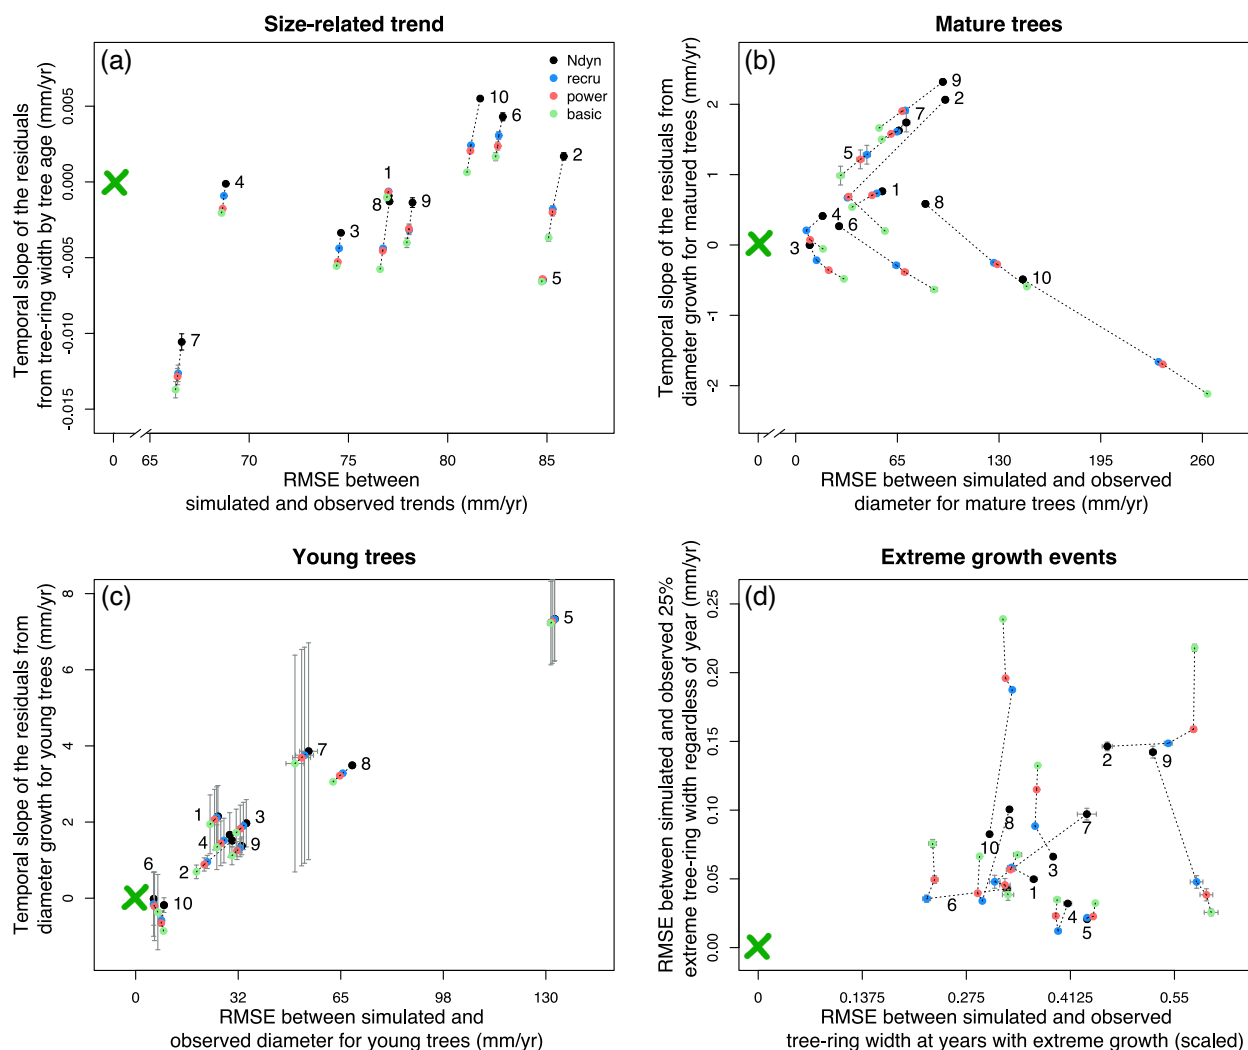 Size-related trend
(a)
Ndyn
recru
power
basic
Temporal slope of the residuals
from tree-ring width by tree age (mm/yr)
0.005
0.000
-0.005
-0.010
-0.015
10
6
2
4
1
8
9
3
5
7
0
65
70
75
80
85
RMSE between
simulated and observed trends (mm/yr)
Mature trees
(b)
Temporal slope of the residuals from
diameter growth for matured trees (mm/yr)
2
1
0
-1
-2
9
2
7
5
1
8
4
6
3
10
0
0
65
130
195
260
RMSE between simulated and observed
diameter for mature trees (mm/yr)
Young trees
(c)
Temporal slope of the residuals from
diameter growth for young trees (mm/yr)
8
6
4
2
0
5
7
8
1
3
4
9
2
6
10
0
32
65
98
130
RMSE between simulated and
observed diameter for young trees (mm/yr)
Extreme growth events
(d)
RMSE between simulated and observed 25%
extreme tree-ring width regardless of year (mm/yr)
0.25
0.20
0.15
0.10
0.05
0.00
2
9
8
7
10
3
1
6
4
5
0
0.1375
0.275
0.4125
0.55
RMSE between simulated and observed
tree-ring width at years with extreme growth (scaled)